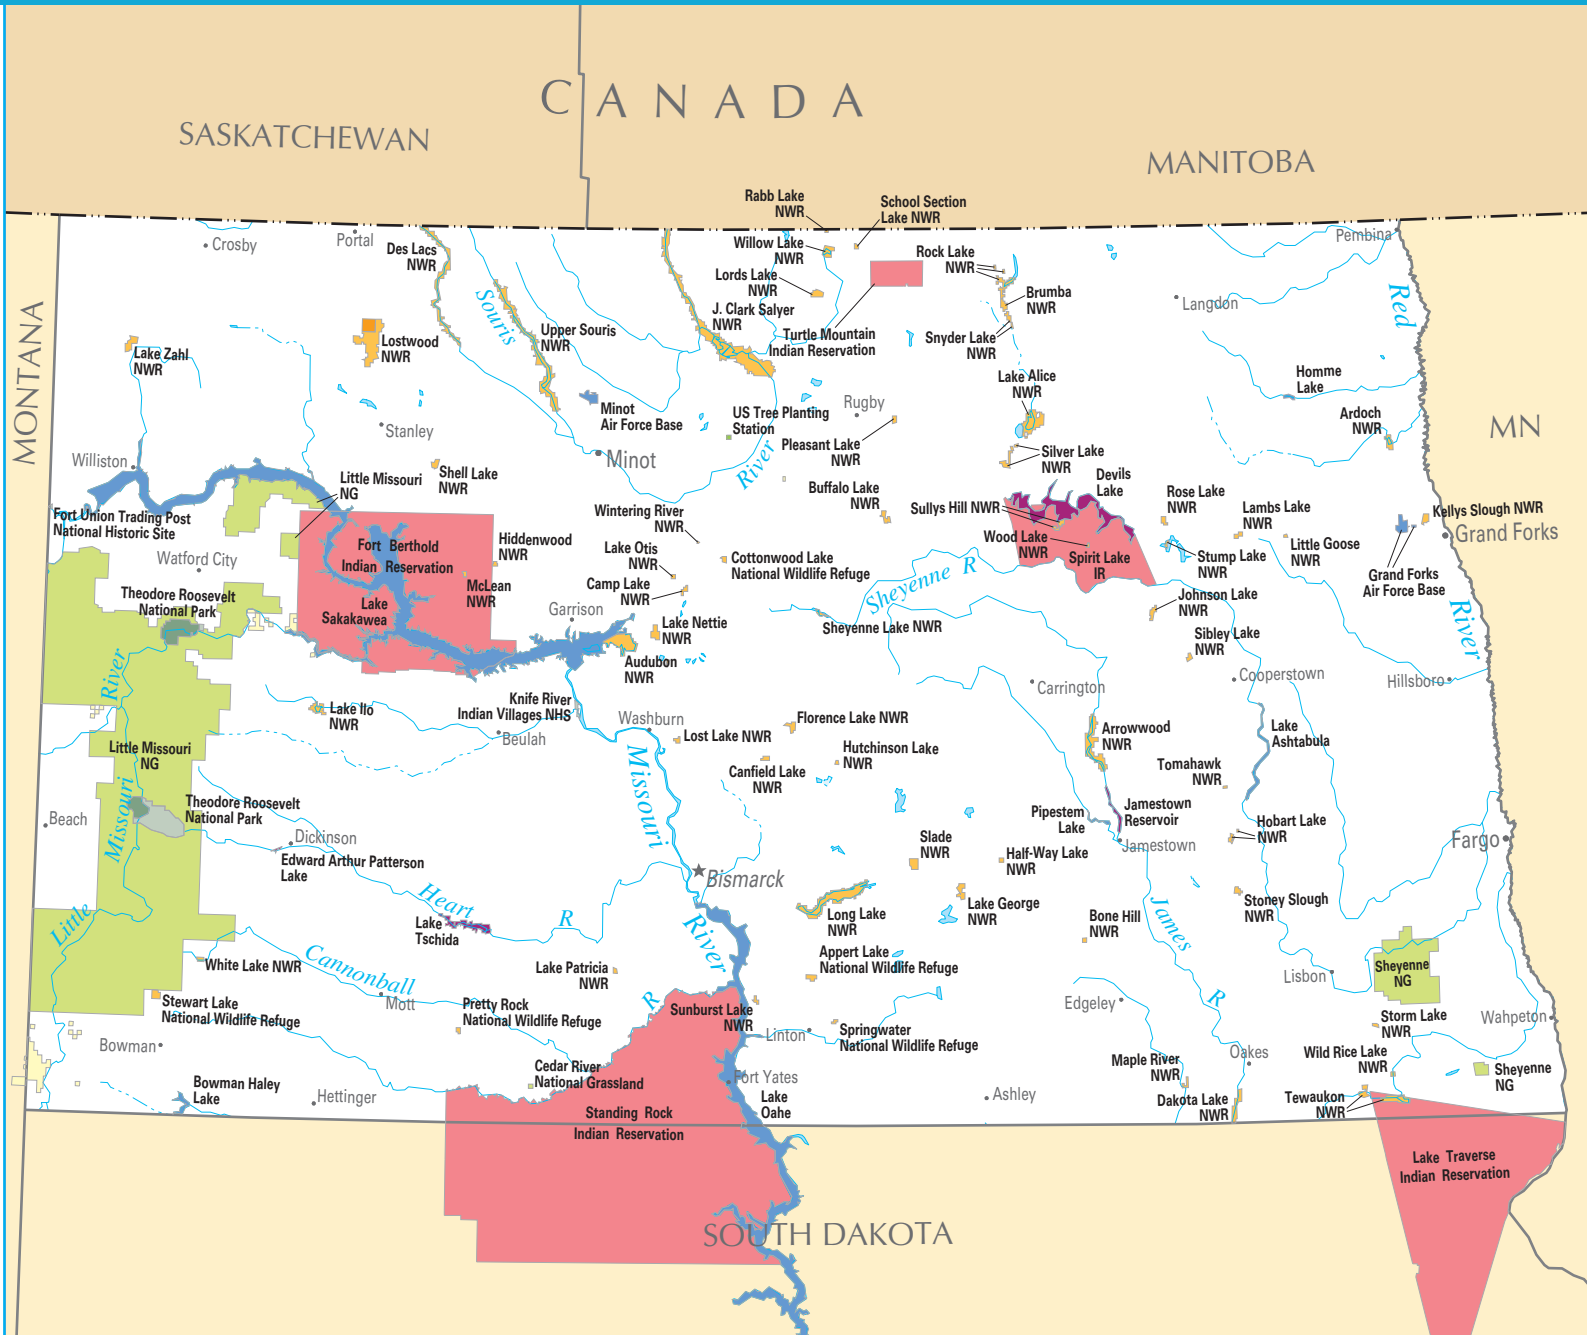 CANADA
SASKATCHEWAN
MANITOBA
MONTANA
MN
SOUTH DAKOTA
Rabb Lake
NWR
School Section
Lake NWR
Crosby
Portal
Des Lacs
NWR
Willow Lake
NWR
Lords Lake
NWR
Rock Lake
NWR
Pembina
Brumba
NWR
Langdon
Red
Souris
J. Clark Salyer
NWR
Upper Souris
NWR
Turtle Mountain
Indian Reservation
Snyder Lake
NWR
Lostwood
NWR
Lake Zahl
NWR
Lake Alice
NWR
Homme
Lake
Ardoch
NWR
Minot
Air Force Base
US Tree Planting
Station
Rugby
Pleasant Lake
NWR
Stanley
Williston
Minot
River
Silver Lake
NWR
Shell Lake
NWR
Little Missouri
NG
Devils
Lake
Buffalo Lake
NWR
Sullys Hill NWR
Rose Lake
NWR
Lambs Lake
NWR
Kellys Slough NWR
Grand Forks
Fort Union Trading Post
National Historic Site
Wintering River
NWR
Wood Lake
NWR
Spirit Lake
IR
Stump Lake
NWR
Little Goose
NWR
Grand Forks
Air Force Base
Watford City
Fort Berthold
Indian Reservation
Hiddenwood
NWR
Lake Otis
NWR
Cottonwood Lake
National Wildlife Refuge
Camp Lake
NWR
McLean
NWR
Sheyenne R
Theodore Roosevelt
National Park
Lake
Sakakawea
Garrison
Johnson Lake
NWR
River
Lake Nettie
NWR
Sheyenne Lake NWR
Sibley Lake
NWR
Audubon
NWR
Cooperstown
Hillsboro
Carrington
River
Lake Ilo
NWR
Knife River
Indian Villages NHS
Beulah
Washburn
Lost Lake NWR
Florence Lake NWR
Arrowwood
NWR
Lake
Ashtabula
Little Missouri
NG
Missouri
Canfield Lake
NWR
Hutchinson Lake
NWR
Tomahawk
NWR
Missouri
Theodore Roosevelt
National Park
Beach
Dickinson
Edward Arthur Patterson
Lake
Pipestem
Lake
Jamestown
Reservoir
Jamestown
Hobart Lake
NWR
Fargo
Slade
NWR
Half-Way Lake
NWR
Bismarck
Heart
R
Lake
Tschida
Long Lake
NWR
Lake George
NWR
Bone Hill
NWR
Stoney Slough
NWR
James
R
Little
River
Cannonball
R
White Lake NWR
Lake Patricia
NWR
Appert Lake
National Wildlife Refuge
Sheyenne
NG
Lisbon
Stewart Lake
National Wildlife Refuge
Mott
Pretty Rock
National Wildlife Refuge
Sunburst Lake
NWR
Linton
Springwater
National Wildlife Refuge
Edgeley
Storm Lake
NWR
Wahpeton
Bowman
Cedar River
National Grassland
Oakes
Wild Rice Lake
NWR
Maple River
NWR
Sheyenne
NG
Bowman Haley
Lake
Hettinger
Fort Yates
Lake
Oahe
Ashley
Dakota Lake
NWR
Tewaukon
NWR
Standing Rock
Indian Reservation
Lake Traverse
Indian Reservation